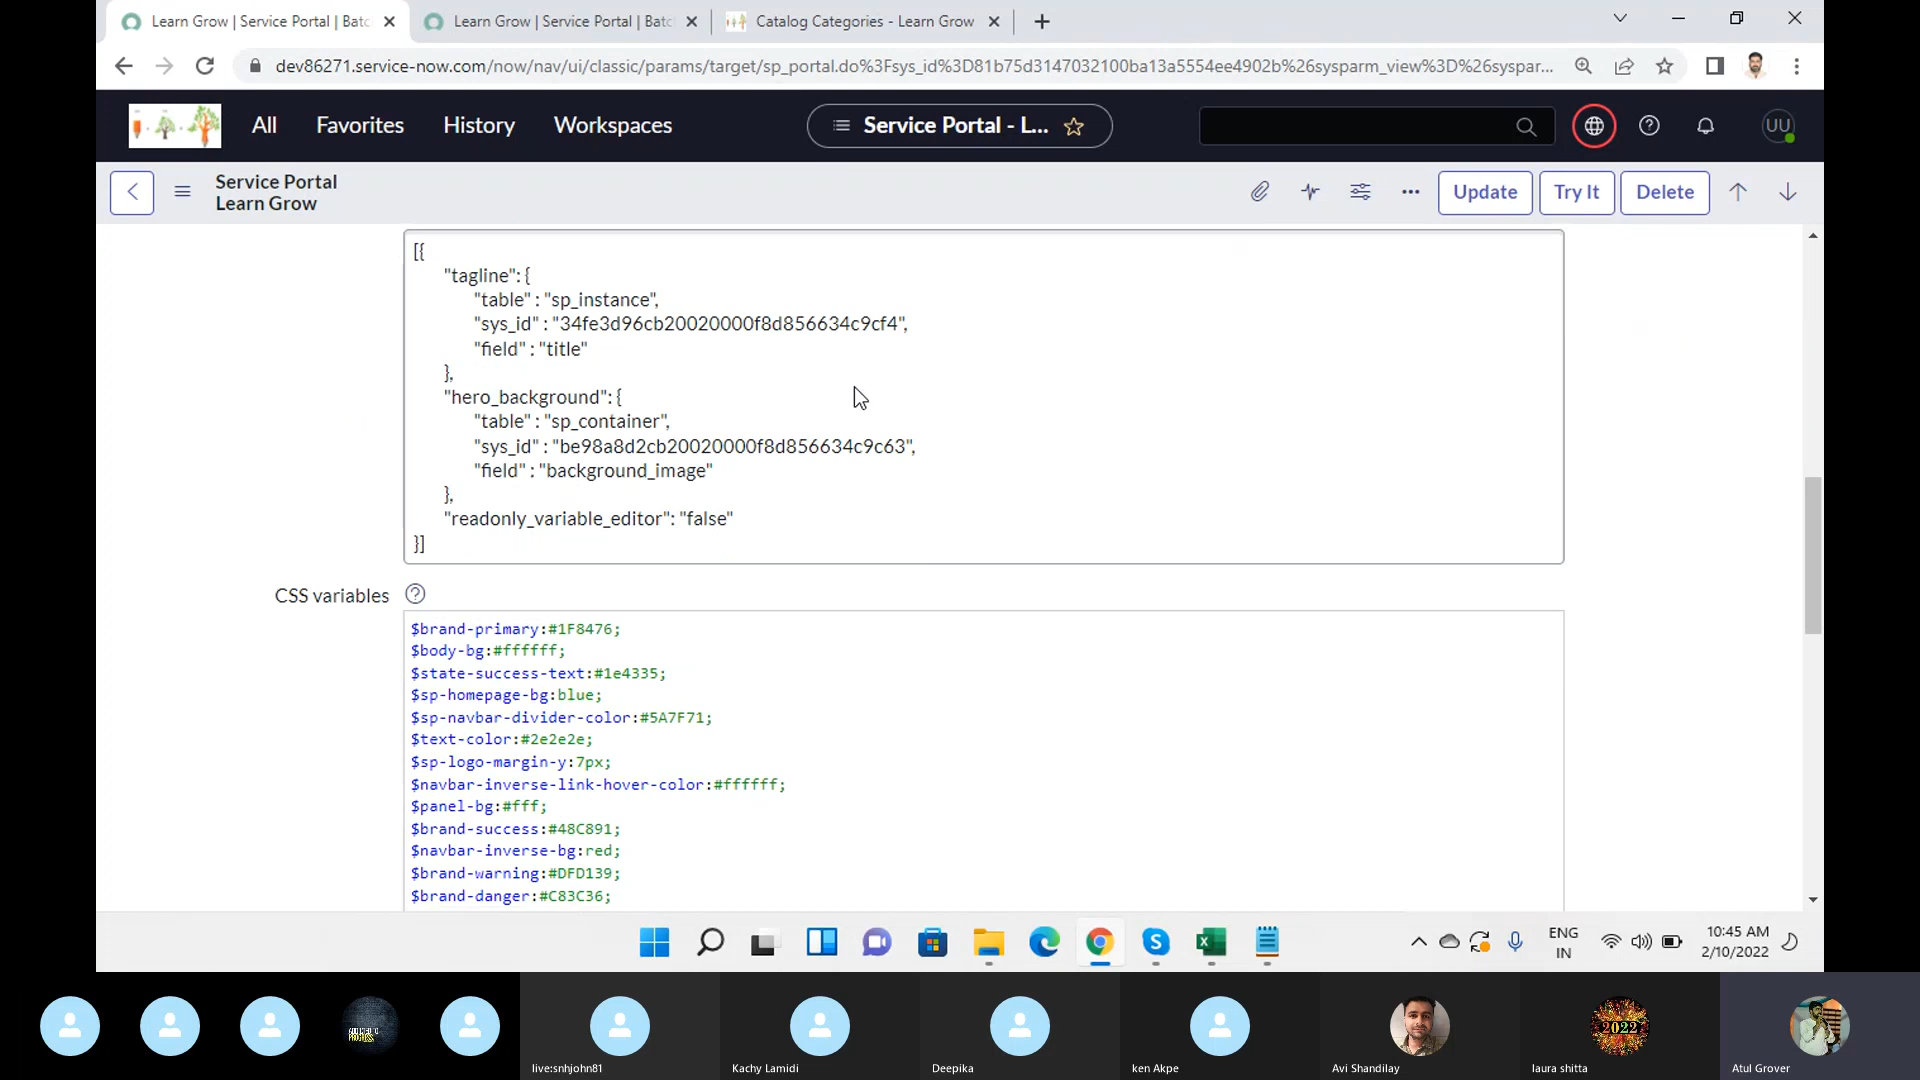 Learn Grow | Service Portal | Batc
Learn Grow | Service Portal | Batc
Catalog Categories - Learn Grow
dev86271.service-now.com/now/nav/ui/classic/params/target/sp_portal.do%3Fsys_id%3D81b75d3147032100ba13a5554ee4902b%26sysparm_view%3D%26syspar...
All
Favorites
History
Workspaces
Service Portal - L...
UU
Service Portal
Learn Grow
Update
Try It
Delete
[{
"tagline": {
"table" : "sp_instance",
"sys_id" : "34fe3d96cb20020000f8d856634c9cf4",
"field" : "title"
},
"hero_background": {
"table" : "sp_container",
"sys_id" : "be98a8d2cb20020000f8d856634c9c63",
"field" : "background_image"
},
"readonly_variable_editor": "false"
}]
CSS variables
$brand-primary:#1F8476;
$body-bg:#ffffff;
$state-success-text:#1e4335;
$sp-homepage-bg:blue;
$sp-navbar-divider-color:#5A7F71;
$text-color:#2e2e2e;
$sp-logo-margin-y:7px;
$navbar-inverse-link-hover-color:#ffffff;
$panel-bg:#fff;
$brand-success:#48C891;
$navbar-inverse-bg:red;
$brand-warning:#DFD139;
$brand-danger:#C83C36;
ENG
IN
10:45 AM
2/10/2022
2022
live:snhjohn81
Kachy Lamidi
Deepika
ken Akpe
Avi Shandilay
laura shitta
Atul Grover